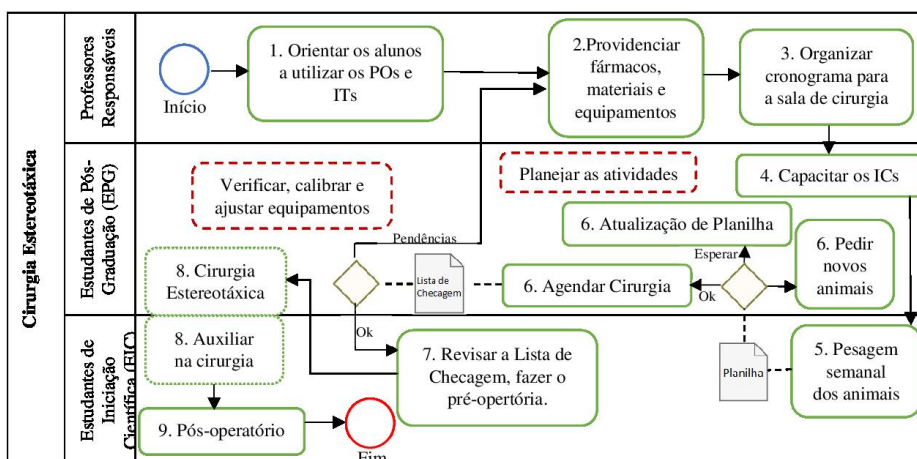 Cirurgia Estereotáxica
Professores
Responsáveis
Início
1. Orientar os alunos
a utilizar os POs e
ITs
2.Providenciar
fármacos,
materiais e
equipamentos
3. Organizar
cronograma para
a sala de cirurgia
Estudantes de Pós-
Graduação (EPG)
Verificar, calibrar e
ajustar equipamentos
Planejar as atividades
4. Capacitar os ICs
6. Atualização de Planilha
Pendências
Esperar
8. Cirurgia
Estereotáxica
Lista de
Checagem
6. Agendar Cirurgia
Ok
6. Pedir
novos
animais
Estudantes de
Iniciação
Científica (EIC)
8. Auxiliar
na cirurgia
Ok
7. Revisar a Lista de
Checagem, fazer o
pré-opertória.
Planilha
5. Pesagem
semanal
dos animais
9. Pós-operatório
Fim